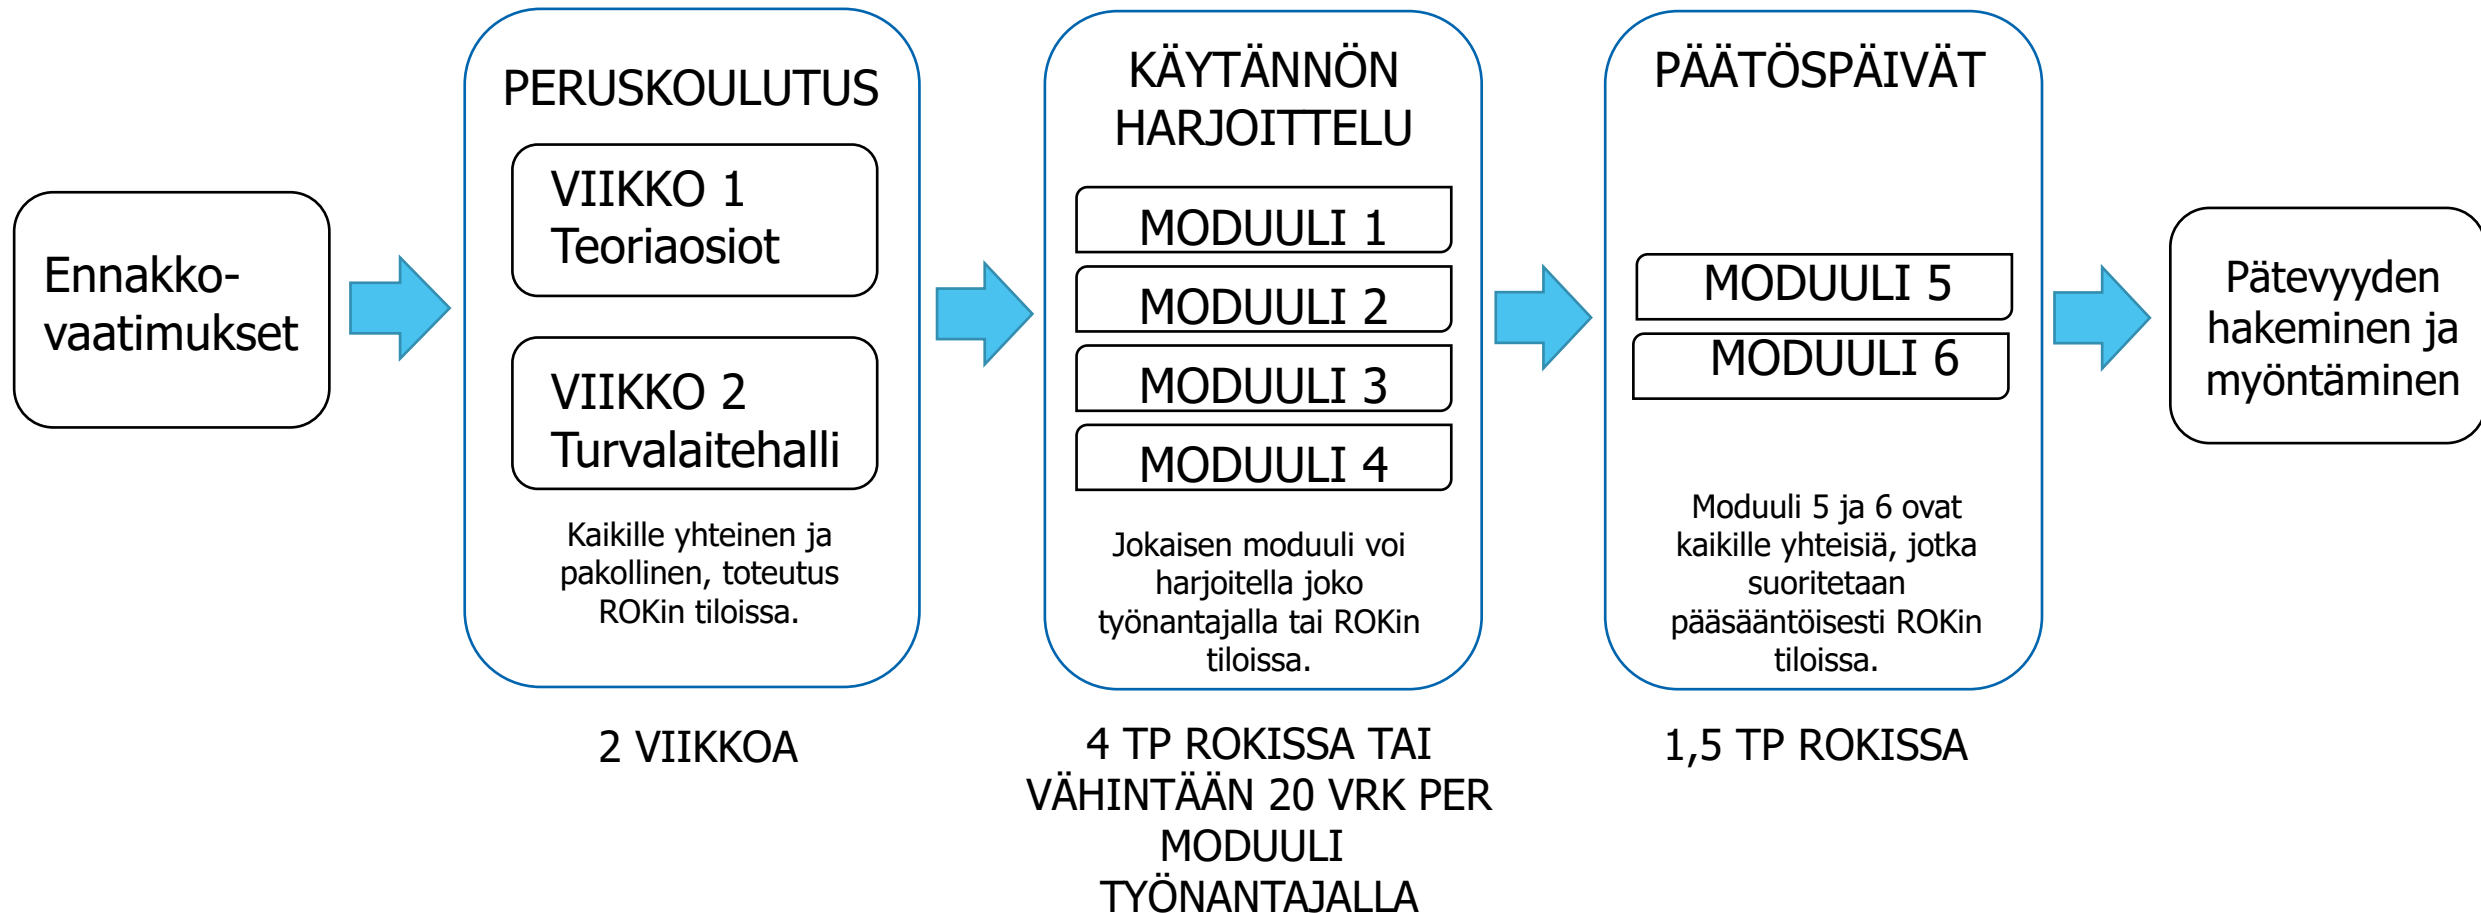 Ennakko-
vaatimukset
PERUSKOULUTUS
VIIKKO 1
Teoriaosiot
VIIKKO 2
Turvalaitehalli
Kaikille yhteinen ja
pakollinen, toteutus
ROKin tiloissa.
2 VIIKKOA
KÄYTÄNNÖN
HARJOITTELU
MODUULI 1
MODUULI 2
MODUULI 3
MODUULI 4
Jokaisen moduuli voi
harjoitella joko
työnantajalla tai ROKin
tiloissa.
4 TP ROKISSA TAI
VÄHINTÄÄN 20 VRK PER
MODUULI
TYÖNANTAJALLA
PÄÄTÖSPÄIVÄT
MODUULI 5
MODUULI 6
Moduuli 5 ja 6 ovat
kaikille yhteisiä, jotka
suoritetaan
pääsääntöisesti ROKin
tiloissa.
1,5 TP ROKISSA
Pätevyyden
hakeminen ja
myöntäminen